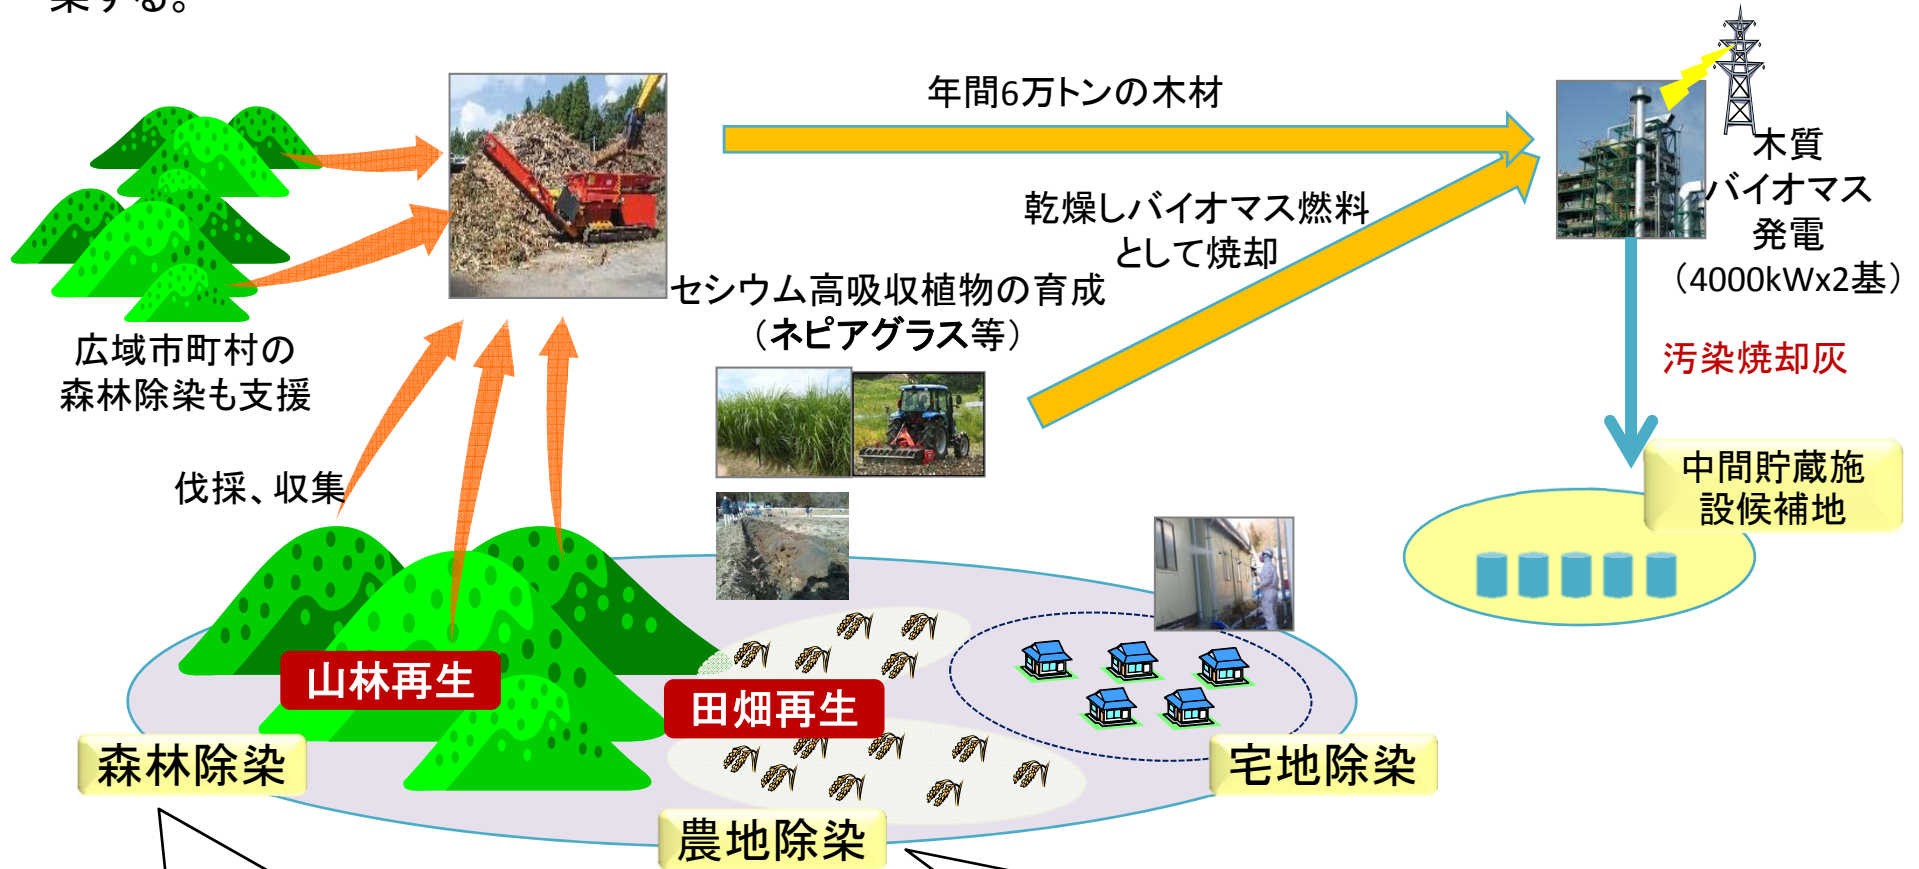 染する。
年間6万トンの木材
木質
バイオマス
発電
（4000kWx2基）
乾燥しバイオマス燃料
として焼却
セシウム高吸収植物の育成
（ネピアグラス等）
広域市町村の
森林除染も支援
汚染焼却灰
中間貯蔵施
設候補地
伐採、収集
山林再生
田畑再生
森林除染
宅地除染
農地除染